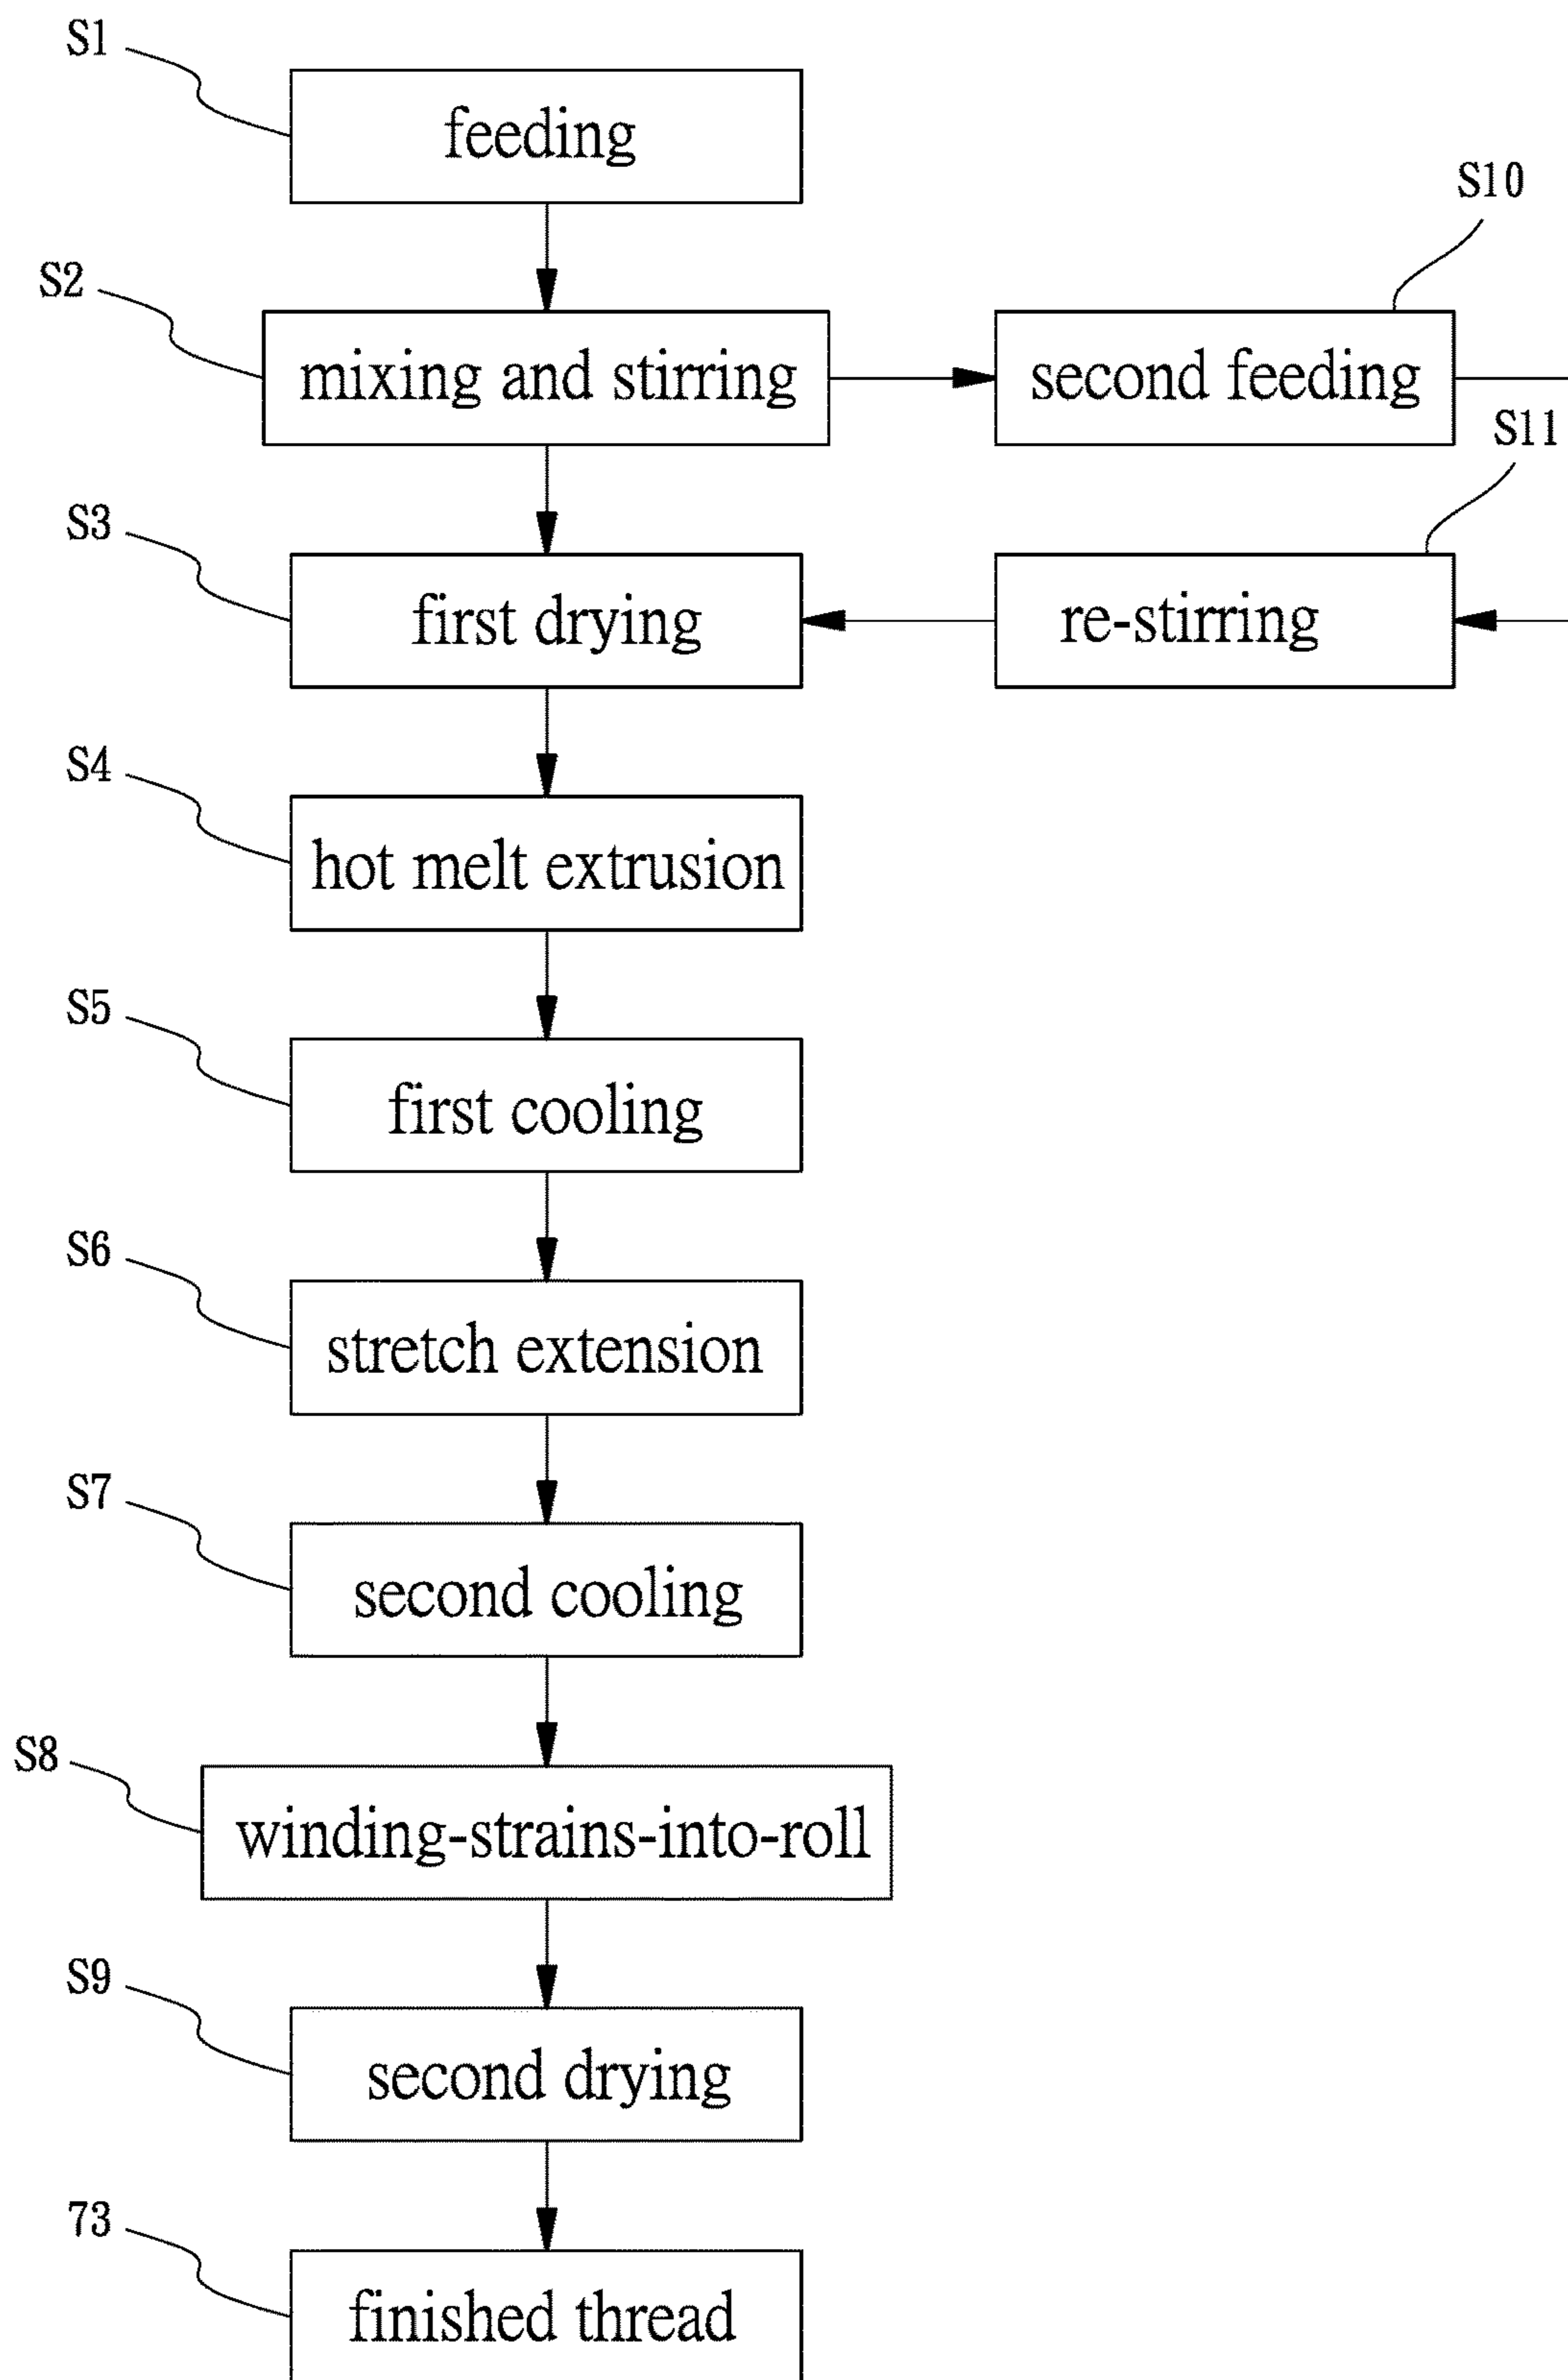 S1
feeding
S10
S2
mixing and stirring
second feeding
S11
S3
first drying
re-stirring
S4
hot melt extrusion
S5
first cooling
S6
stretch extension
S7
second cooling
S8
winding-strains-into-roll
S9
second drying
73
finished thread